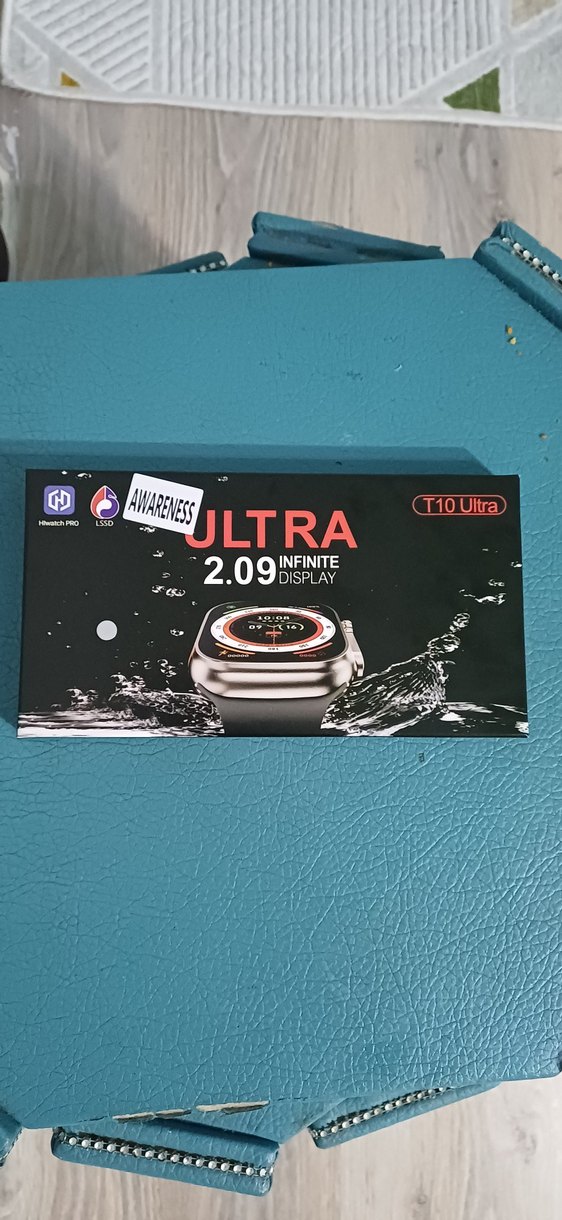 HIwatch PRO
LSSD
AWARENESS
ULTRA
2.09 INFINITE
DISPLAY
T10 Ultra
10:08